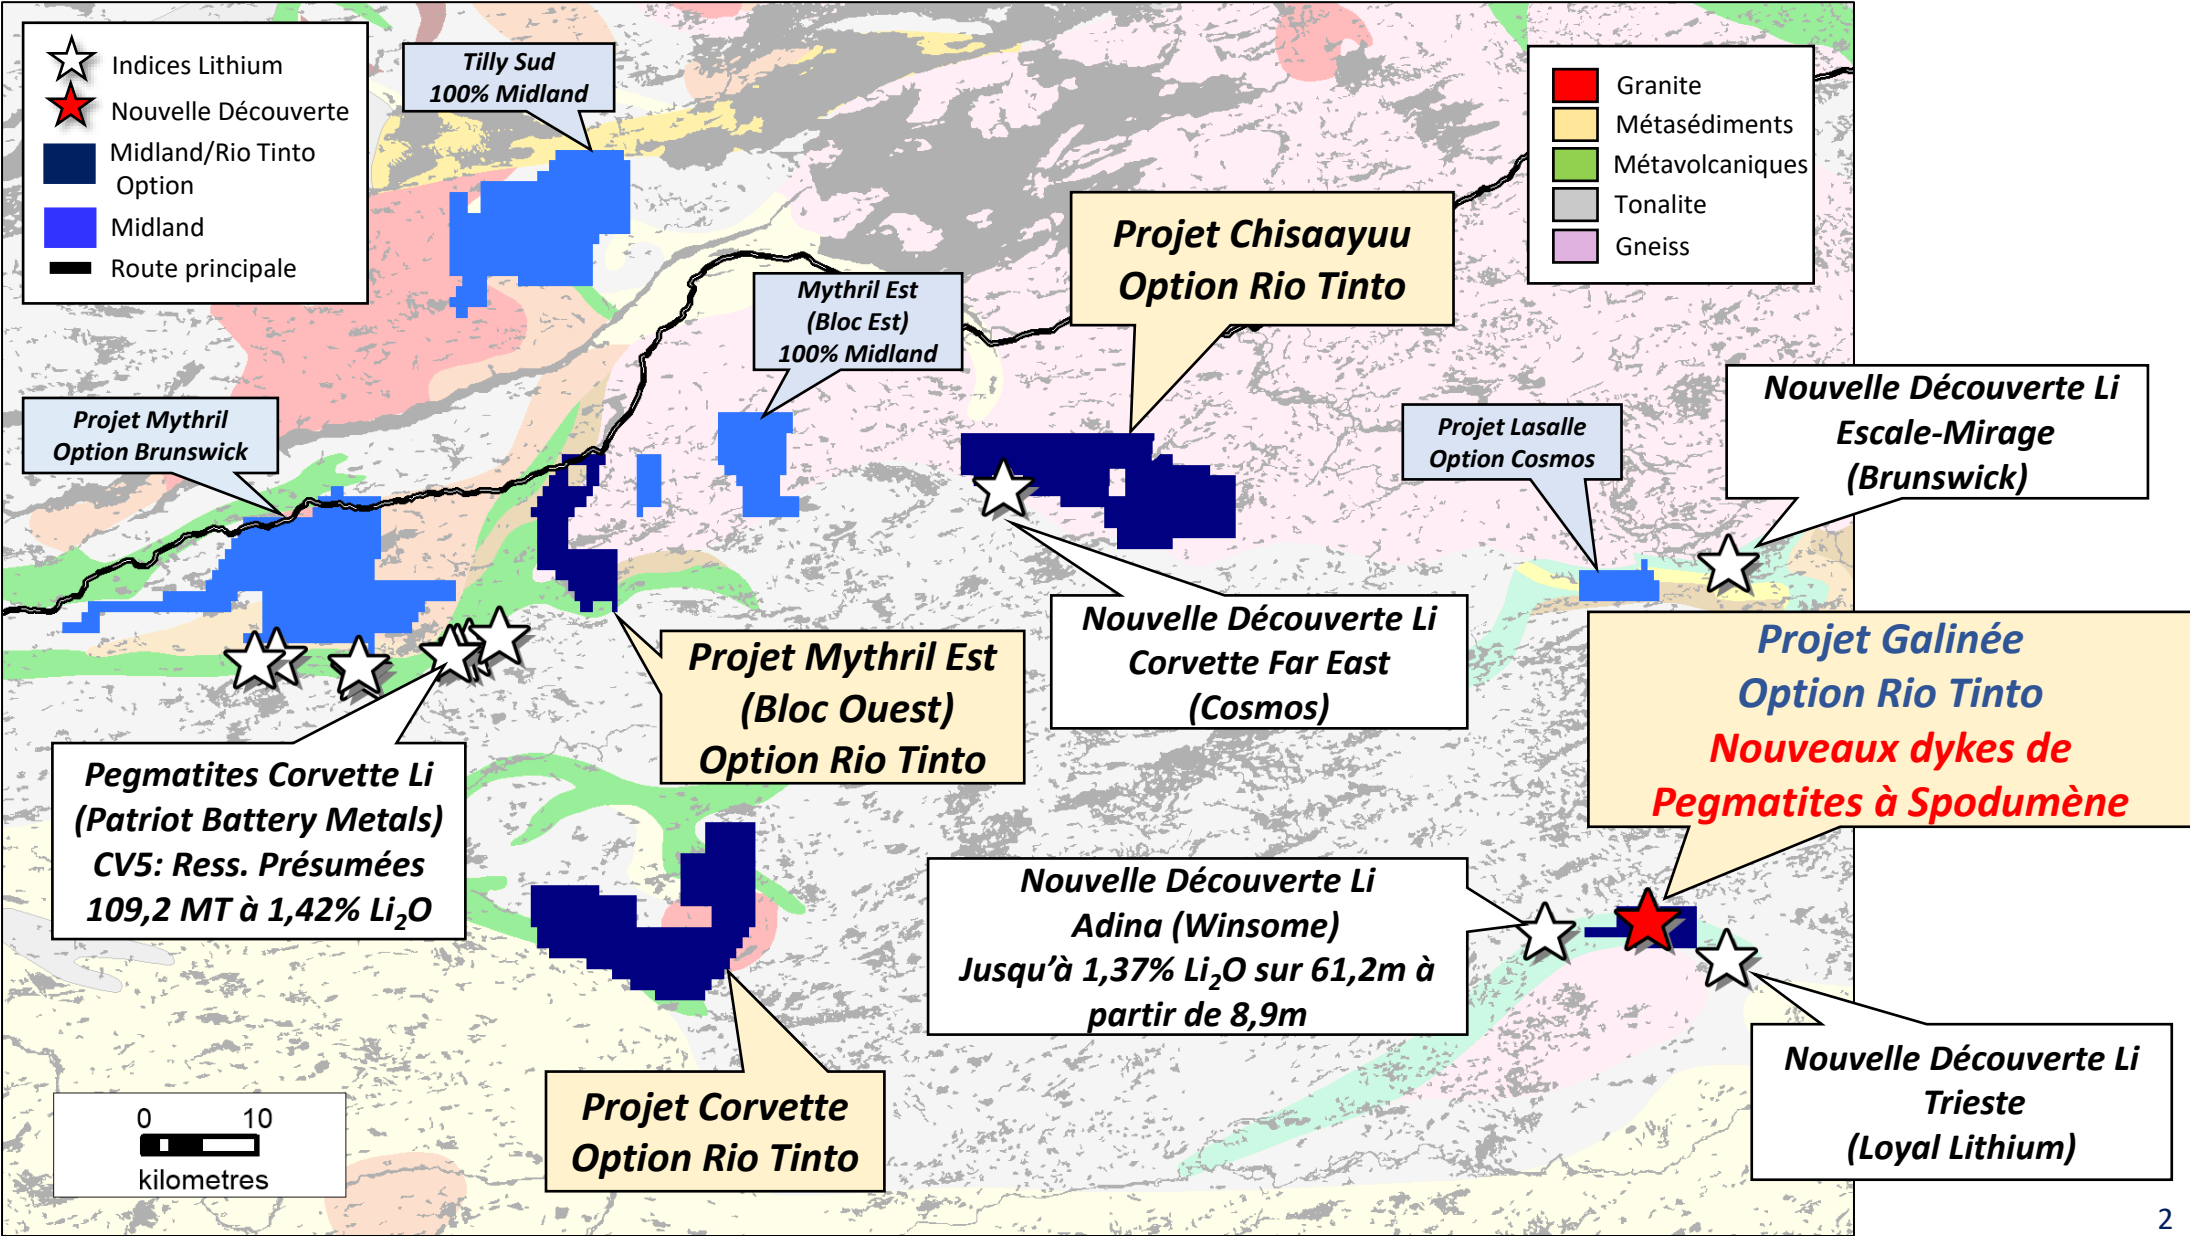 Indices Lithium
Nouvelle Découverte
Midland/Rio Tinto
Option
Midland
Route principale
Tilly Sud
100% Midland
Granite
Métasédiments
Métavolcaniques
Tonalite
Gneiss
Projet Chisaayuu
Option Rio Tinto
Mythril Est
(Bloc Est)
100% Midland
Projet Mythril
Option Brunswick
Projet Lasalle
Option Cosmos
Nouvelle Découverte Li
Escale-Mirage
(Brunswick)
Nouvelle Découverte Li
Corvette Far East
(Cosmos)
Projet Mythril Est
(Bloc Ouest)
Option Rio Tinto
Projet Galinée
Option Rio Tinto
Nouveaux dykes de
Pegmatites à Spodumène
Pegmatites Corvette Li
(Patriot Battery Metals)
CV5: Ress. Présumées
109,2 MT à 1,42% Li₂O
Nouvelle Découverte Li
Adina (Winsome)
Jusqu’à 1,37% Li₂O sur 61,2m à
partir de 8,9m
Nouvelle Découverte Li
Trieste
(Loyal Lithium)
Projet Corvette
Option Rio Tinto
0 10
kilometres
2